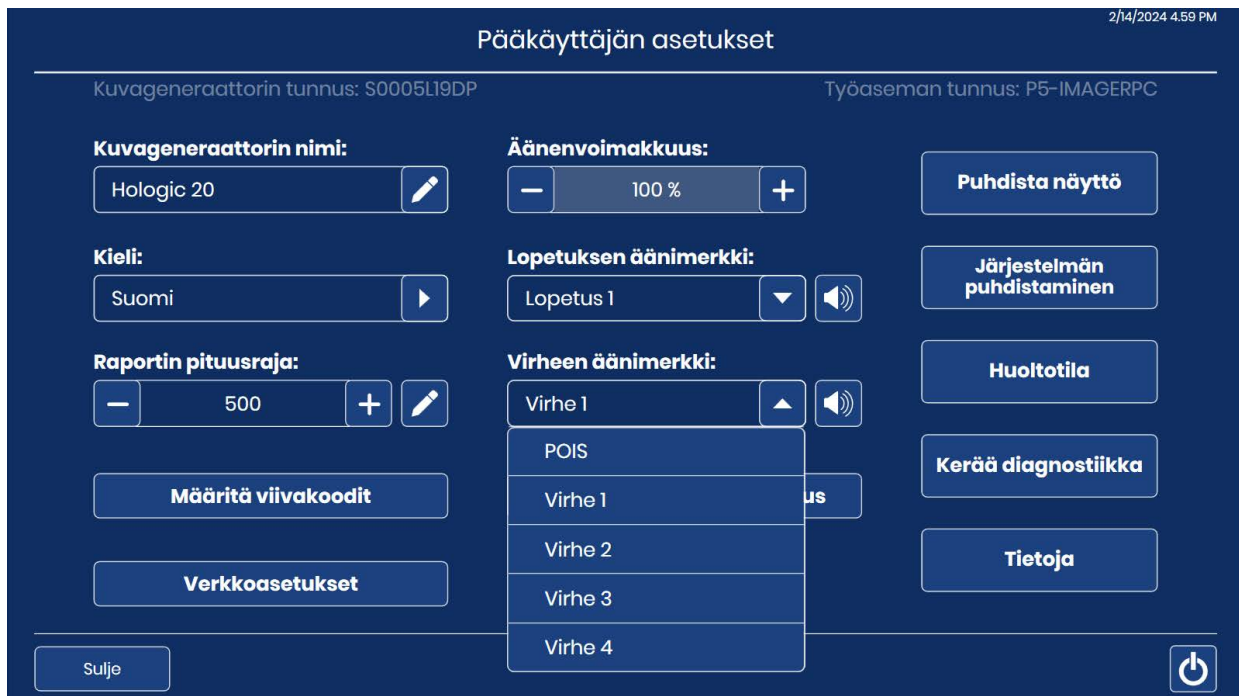 2/14/2024 4.59 PM
Pääkäyttäjän asetukset
Kuvageneraattorin tunnus: S0005L19DP
Työaseman tunnus: P5-IMAGERPC
Kuvageneraattorin nimi:
Hologic 20
Kieli:
Suomi
Raportin pituusraja:
500
Määritä viivakoodit
Verkkoasetukset
Äänenvoimakkuus:
100 %
Lopetuksen äänimerkki:
Lopetus 1
Virheen äänimerkki:
Virhe 1
POIS
Virhe 1
Virhe 2
Virhe 3
Virhe 4
us
Puhdista näyttö
Järjestelmän
puhdistaminen
Huoltotila
Kerää diagnostiikka
Tietoja
Sulje